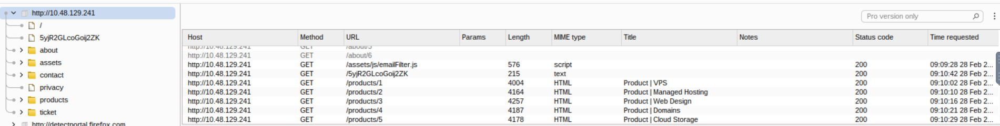 http://10.48.129.241
/
5yjR2GLcoGoij2ZK
about
assets
contact
privacy
products
ticket
http://detectportal.firefox.com
Pro version only
Host Method URL Params Length MIME type Title Notes Status code Time requested
http://10.48.129.241 GET /about/5
http://10.48.129.241 GET /about/6
http://10.48.129.241 GET /assets/js/emailFilter.js 576 script 200 09:09:28 28 Feb 2...
http://10.48.129.241 GET /5yjR2GLcoGoij2ZK 215 text 200 09:10:42 28 Feb 2...
http://10.48.129.241 GET /products/1 4004 HTML Product | VPS 200 09:10:02 28 Feb 2...
http://10.48.129.241 GET /products/2 4164 HTML Product | Managed Hosting 200 09:10:10 28 Feb 2...
http://10.48.129.241 GET /products/3 4257 HTML Product | Web Design 200 09:10:16 28 Feb 2...
http://10.48.129.241 GET /products/4 4187 HTML Product | Domains 200 09:10:21 28 Feb 2...
http://10.48.129.241 GET /products/5 4178 HTML Product | Cloud Storage 200 09:10:29 28 Feb 2...